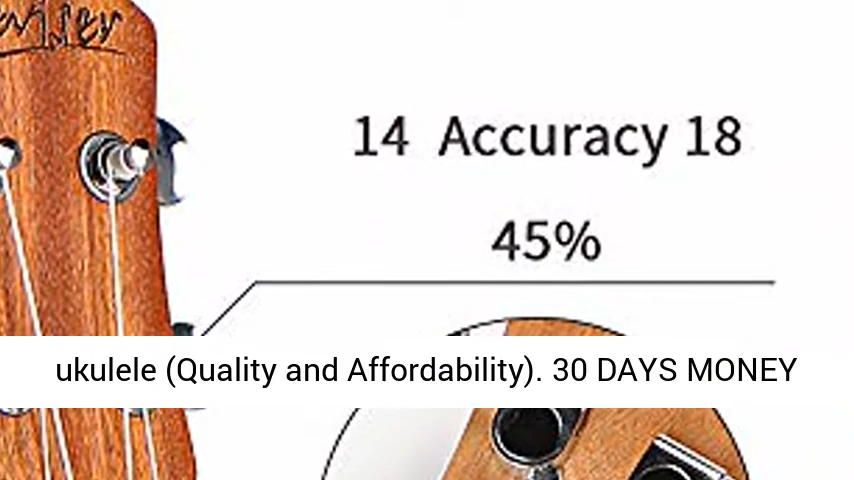 14 Accuracy 18
45%
ukulele (Quality and Affordability). 30 DAYS MONEY